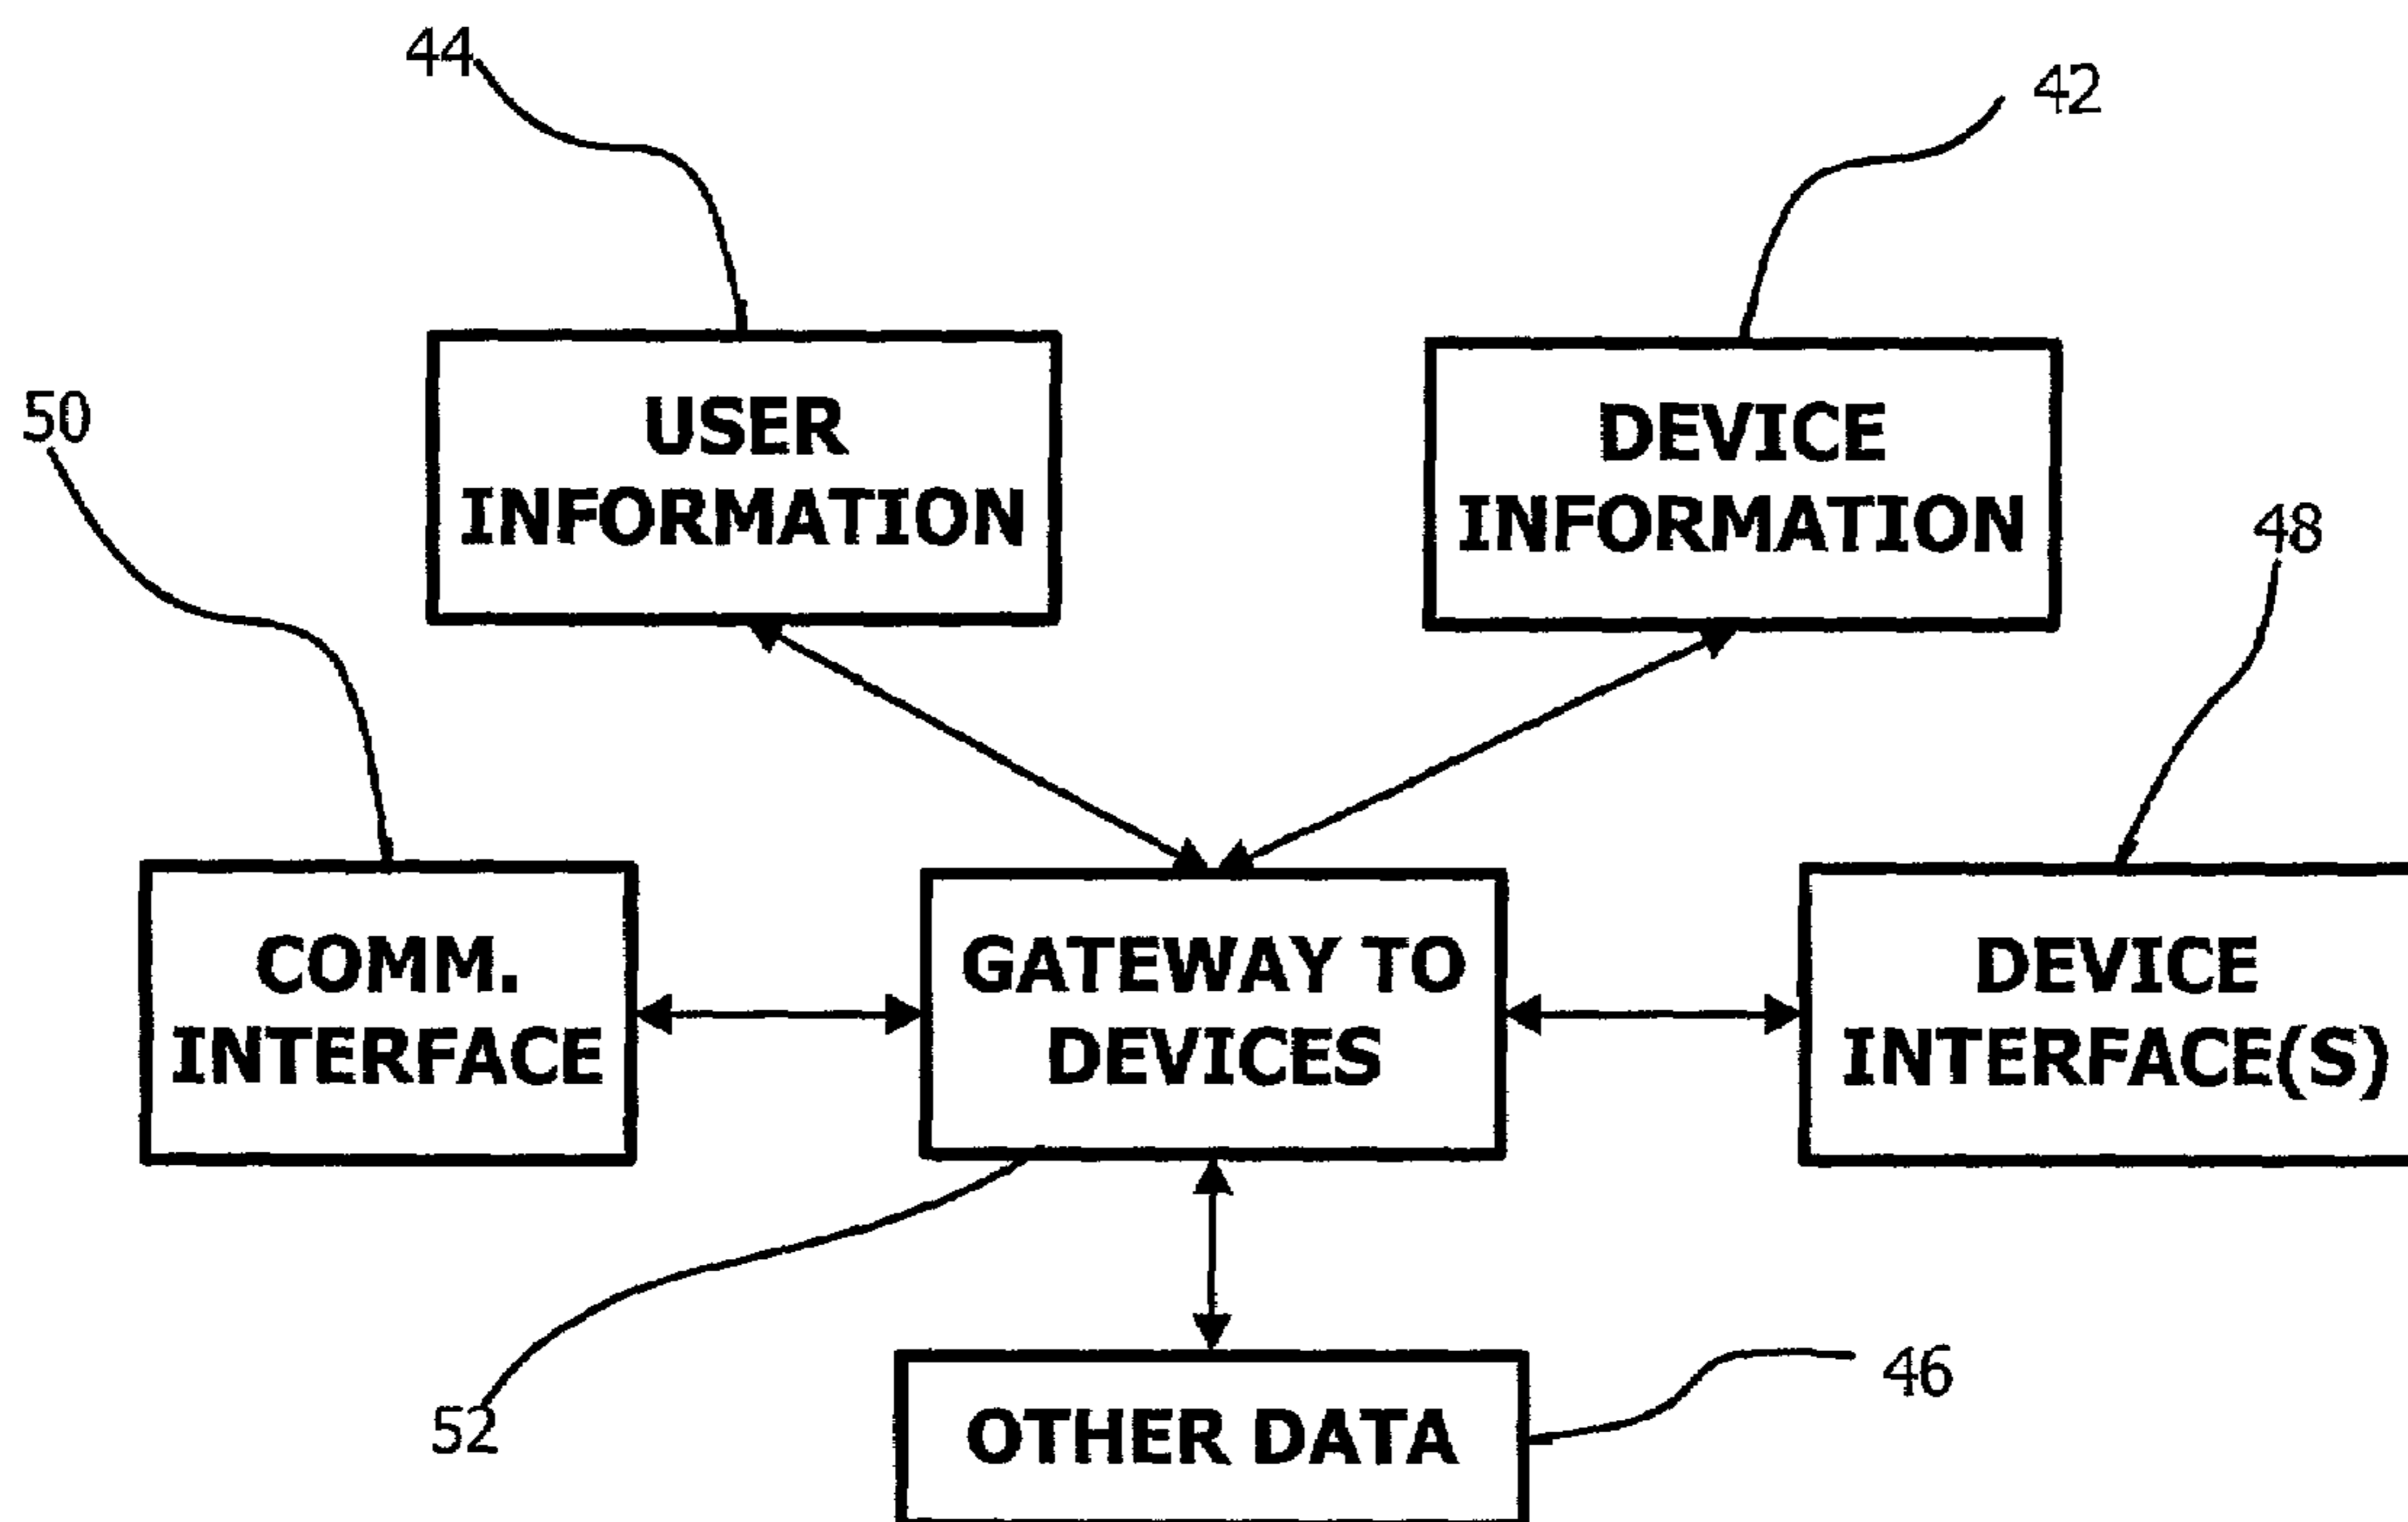 44
42
USER
INFORMATION
DEVICE
INFORMATION
50
48
COMM.
INTERFACE
GATEWAY TO
DEVICES
DEVICE
INTERFACE(S)
52
46
OTHER DATA